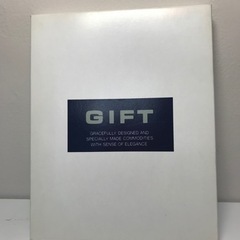 GIFT
GRACEFULLY DESIGNED AND
SPECIALLY MADE COMMODITIES
WITH SENSE OF ELEGANCE